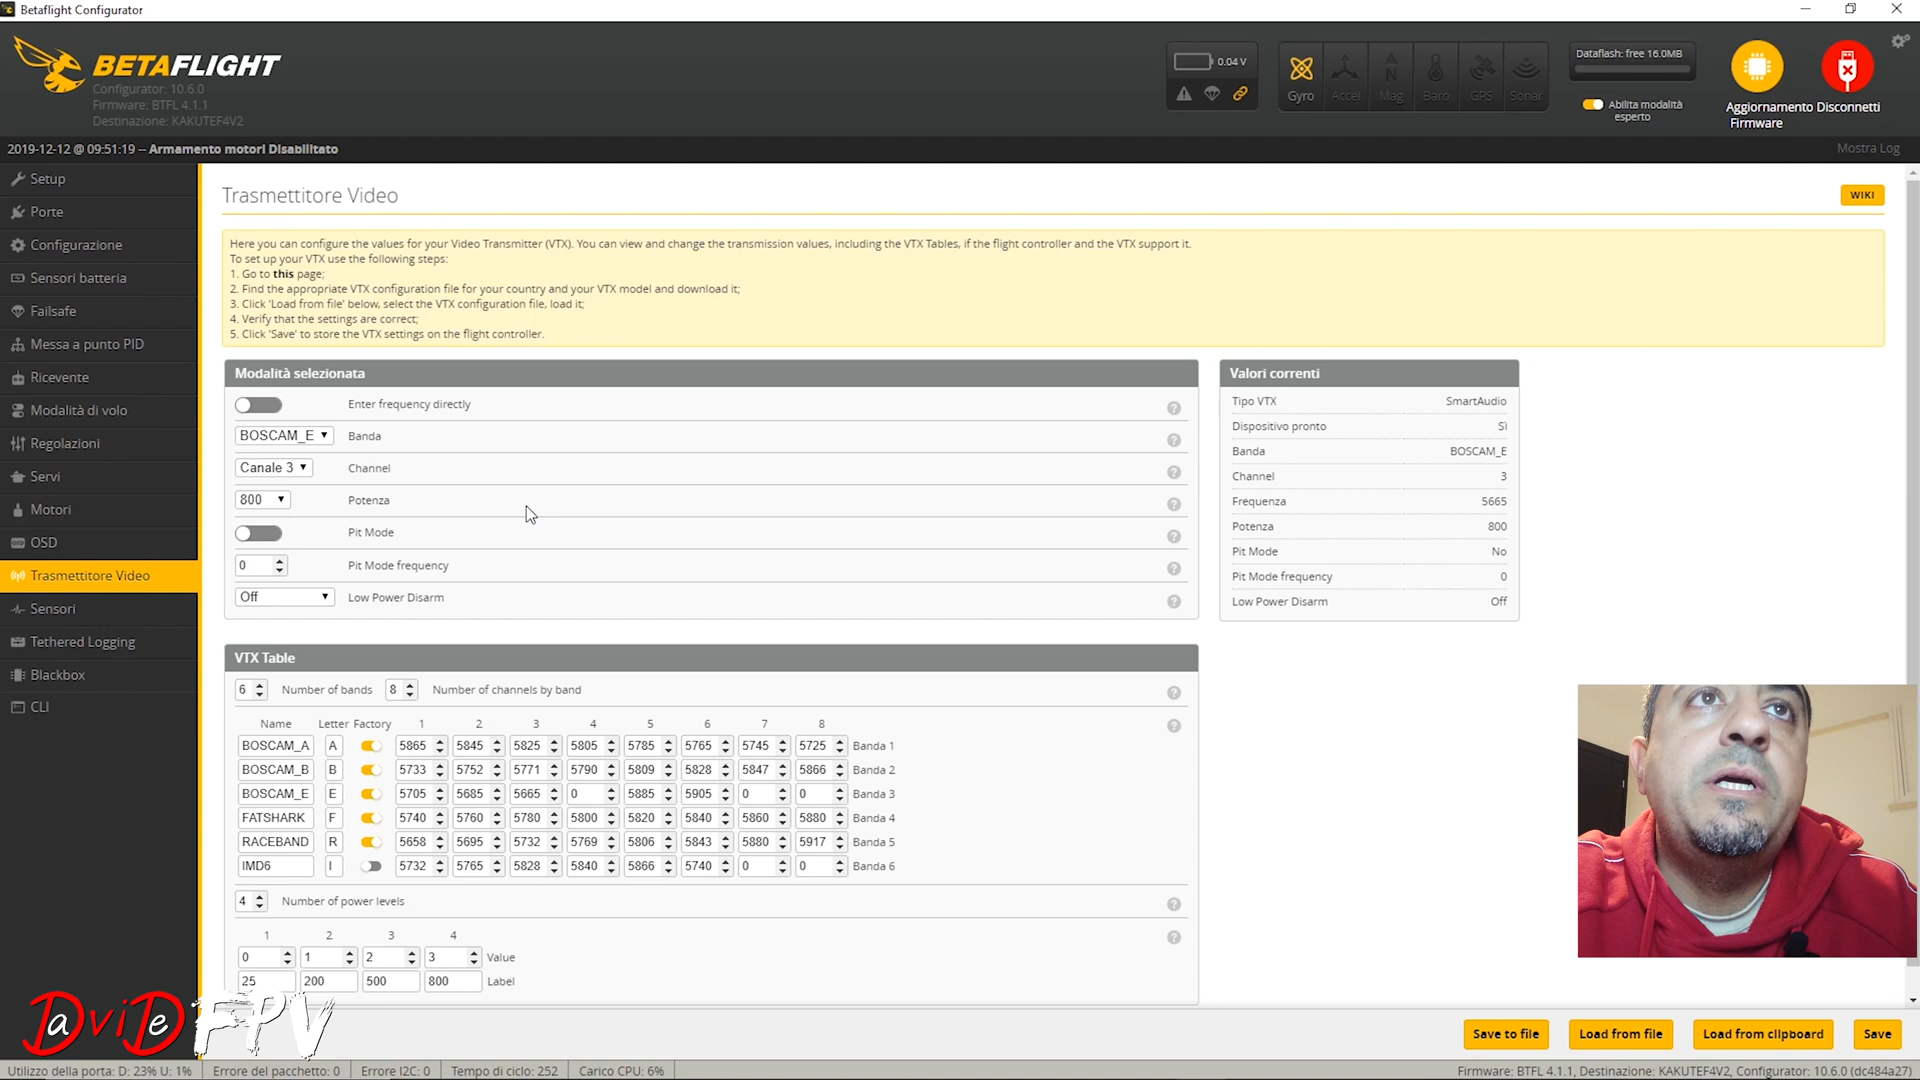 Betaflight Configurator
BETAFLIGHT
Configurator: 10.6.0
Firmware: BTFL 4.1.1
Destinazione: KAKUTEF4V2
0.04 V
Gyro
Accel
Mag
Baro
GPS
Sonar
Dataflash: free 16.0MB
Abilita modalità
esperto
Aggiornamento
Firmware
Disconnetti
2019-12-12 @ 09:51:19 -- Armamento motori Disabilitato
Mostra Log
Setup
Porte
Configurazione
Sensori batteria
Failsafe
Messa a punto PID
Ricevente
Modalità di volo
Regolazioni
Servi
Motori
OSD
Trasmettitore Video
Sensori
Tethered Logging
Blackbox
CLI
Trasmettitore Video
WIKI
Here you can configure the values for your Video Transmitter (VTX). You can view and change the transmission values, including the VTX Tables, if the flight controller and the VTX support it.
To set up your VTX use the following steps:
1. Go to this page;
2. Find the appropriate VTX configuration file for your country and your VTX model and download it;
3. Click 'Load from file' below, select the VTX configuration file, load it;
4. Verify that the settings are correct;
5. Click 'Save' to store the VTX settings on the flight controller.
Modalità selezionata
Enter frequency directly
BOSCAM_E Banda
Canale 3 Channel
800 Potenza
Pit Mode
0 Pit Mode frequency
Off Low Power Disarm
Valori correnti
Tipo VTX SmartAudio
Dispositivo pronto Sì
Banda BOSCAM_E
Channel 3
Frequenza 5665
Potenza 800
Pit Mode No
Pit Mode frequency 0
Low Power Disarm Off
VTX Table
6 Number of bands 8 Number of channels by band
Name Letter Factory 1 2 3 4 5 6 7 8
BOSCAM_A A 5865 5845 5825 5805 5785 5765 5745 5725 Banda 1
BOSCAM_B B 5733 5752 5771 5790 5809 5828 5847 5866 Banda 2
BOSCAM_E E 5705 5685 5665 0 5885 5905 0 0 Banda 3
FATSHARK F 5740 5760 5780 5800 5820 5840 5860 5880 Banda 4
RACEBAND R 5658 5695 5732 5769 5806 5843 5880 5917 Banda 5
IMD6 I 5732 5765 5828 5840 5866 5740 0 0 Banda 6
4 Number of power levels
1 2 3 4
0 1 2 3 Value
25 200 500 800 Label
DaviDe FPV
Save to file
Load from file
Load from clipboard
Save
Utilizzo della porta: D: 23% U: 1%
Errore del pacchetto: 0
Errore I2C: 0
Tempo di ciclo: 252
Carico CPU: 6%
Firmware: BTFL 4.1.1, Destinazione: KAKUTEF4V2, Configurator: 10.6.0 (dc484a27)